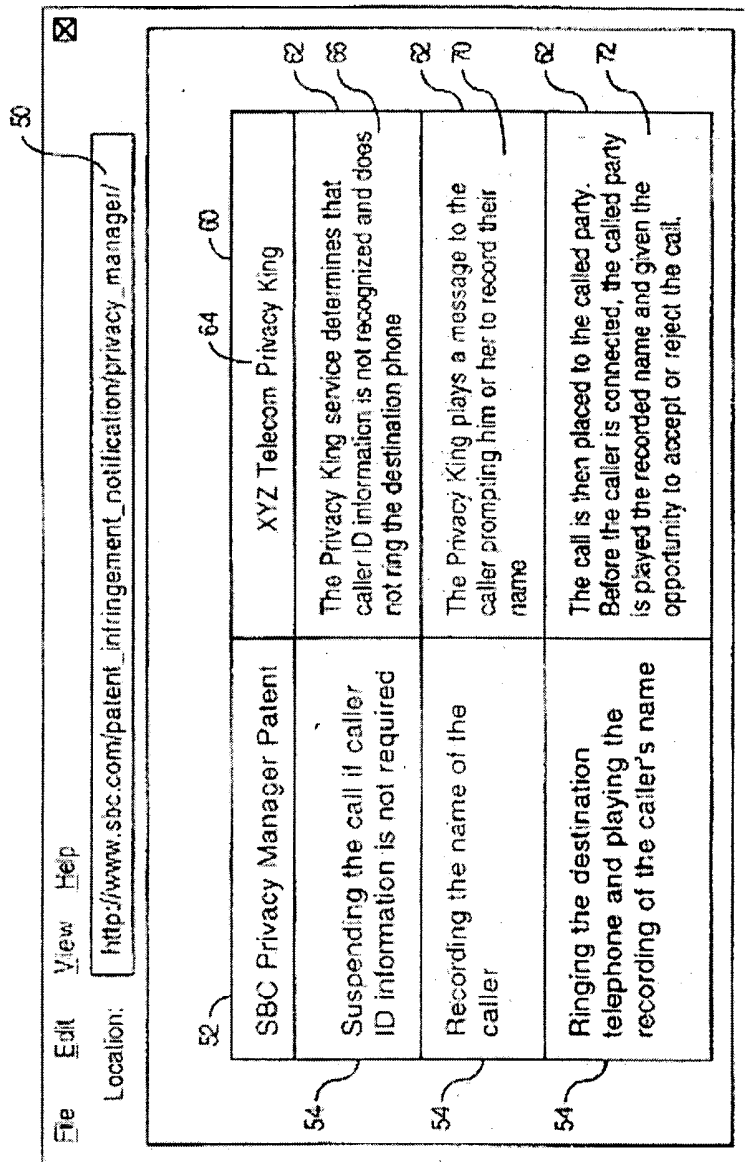 File Edit View Help
50
Location: http://www.sbc.com/patent_infringement_notification/privacy_manager/
52
SBC Privacy Manager Patent
64
60
XYZ Telecom Privacy King
54
Suspending the call if caller
ID information is not required
The Privacy King service determines that
caller ID information is not recognized and does
not ring the destination phone
62
66
54
Recording the name of the
caller
The Privacy King plays a message to the
caller prompting him or her to record their
name
62
70
54
Ringing the destination
telephone and playing the
recording of the caller's name
The call is then placed to the called party.
Before the caller is connected, the called party
is played the recorded name and given the
opportunity to accept or reject the call.
62
72